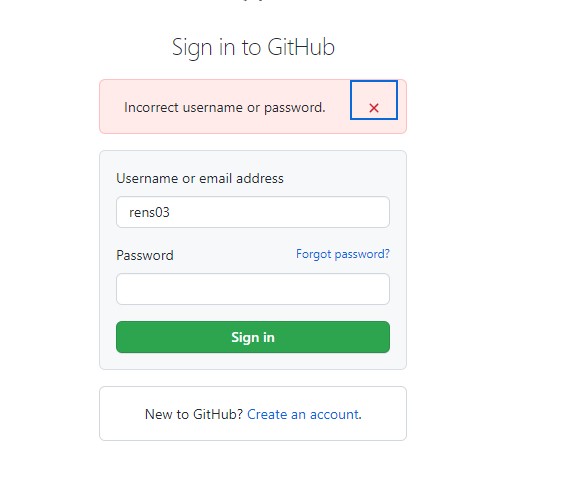 Sign in to GitHub
Incorrect username or password.
Username or email address
rens03
Password Forgot password?
Sign in
New to GitHub? Create an account.